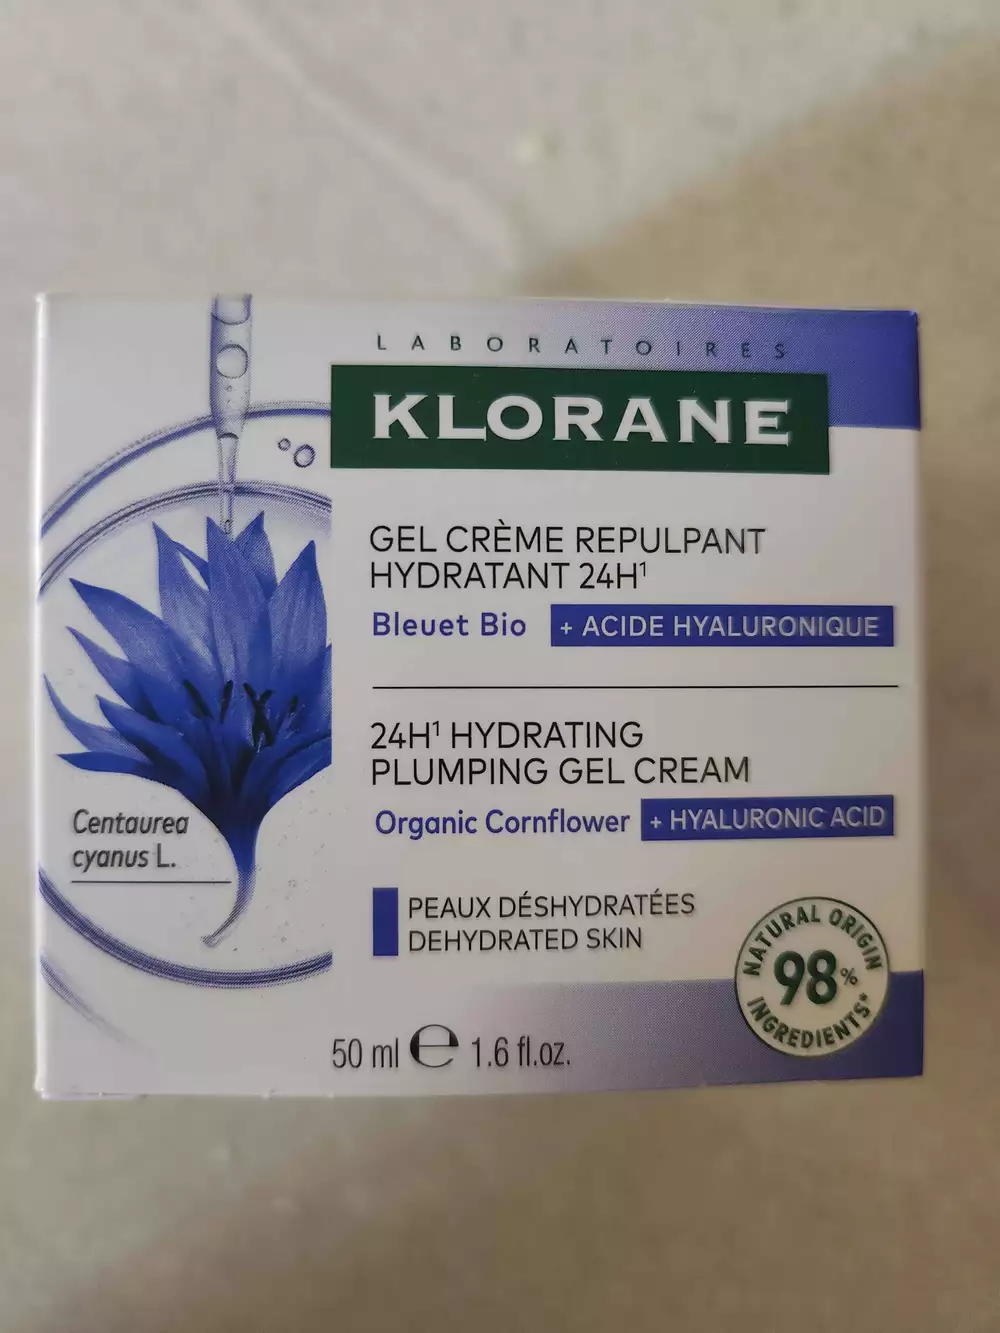 LABORATOIRES
KLORANE
GEL CRÈME REPULPANT
HYDRATANT 24H¹
Bleuet Bio + ACIDE HYALURONIQUE
24H¹ HYDRATING
PLUMPING GEL CREAM
Organic Cornflower + HYALURONIC ACID
Centaurea
cyanus L.
PEAUX DÉSHYDRATÉES
DEHYDRATED SKIN
NATURAL ORIGIN
98%
INGREDIENTS*
50 ml e 1.6 fl.oz.